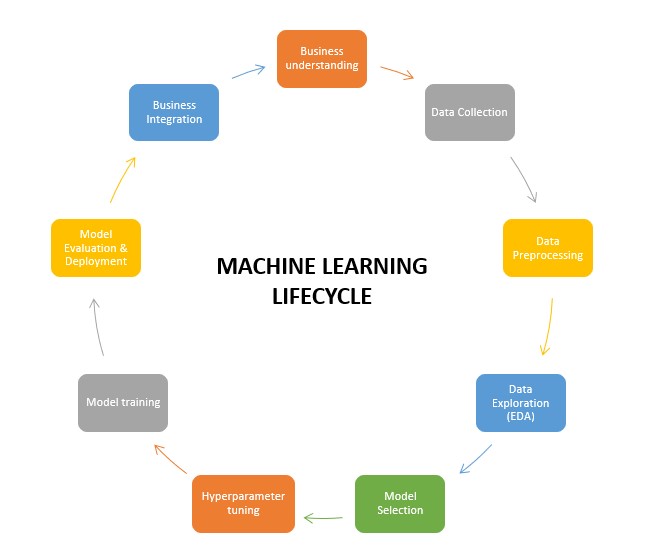 Business
understanding
Data Collection
Data
Preprocessing
Data
Exploration
(EDA)
Model
Selection
Hyperparameter
tuning
Model training
Model
Evaluation &
Deployment
Business
Integration
MACHINE LEARNING
LIFECYCLE